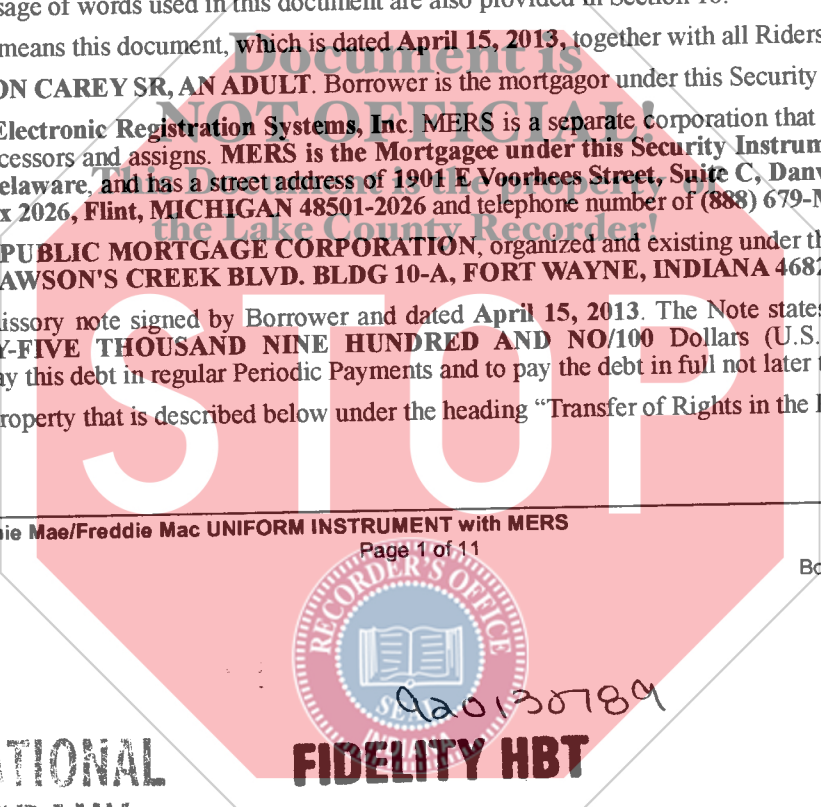 sage of words used in this document are also provided in Section 16.
means this document, which is dated April 15, 2013, together with all Riders
ON CAREY SR, AN ADULT. Borrower is the mortgagor under this Security
Electronic Registration Systems, Inc. MERS is a separate corporation that
cessors and assigns. MERS is the Mortgagee under this Security Instrum
elaware, and has a street address of 1901 E Voorhees Street, Suite C, Danv
x 2026, Flint, MICHIGAN 48501-2026 and telephone number of (888) 679-M
PUBLIC MORTGAGE CORPORATION, organized and existing under th
AWSON'S CREEK BLVD. BLDG 10-A, FORT WAYNE, INDIANA 4682
issory note signed by Borrower and dated April 15, 2013. The Note states
Y-FIVE THOUSAND NINE HUNDRED AND NO/100 Dollars (U.S.
ay this debt in regular Periodic Payments and to pay the debt in full not later t
roperty that is described below under the heading “Transfer of Rights in the P
Document is
NOT OFFICIAL!
This Document is the property of
the Lake County Recorder!
STOP
nie Mae/Freddie Mac UNIFORM INSTRUMENT with MERS
Page 1 of 11
Bo
RECORDER'S OFFICE
SEAL
INDIANA
920130789
ATIONAL
FIDELITY HBT